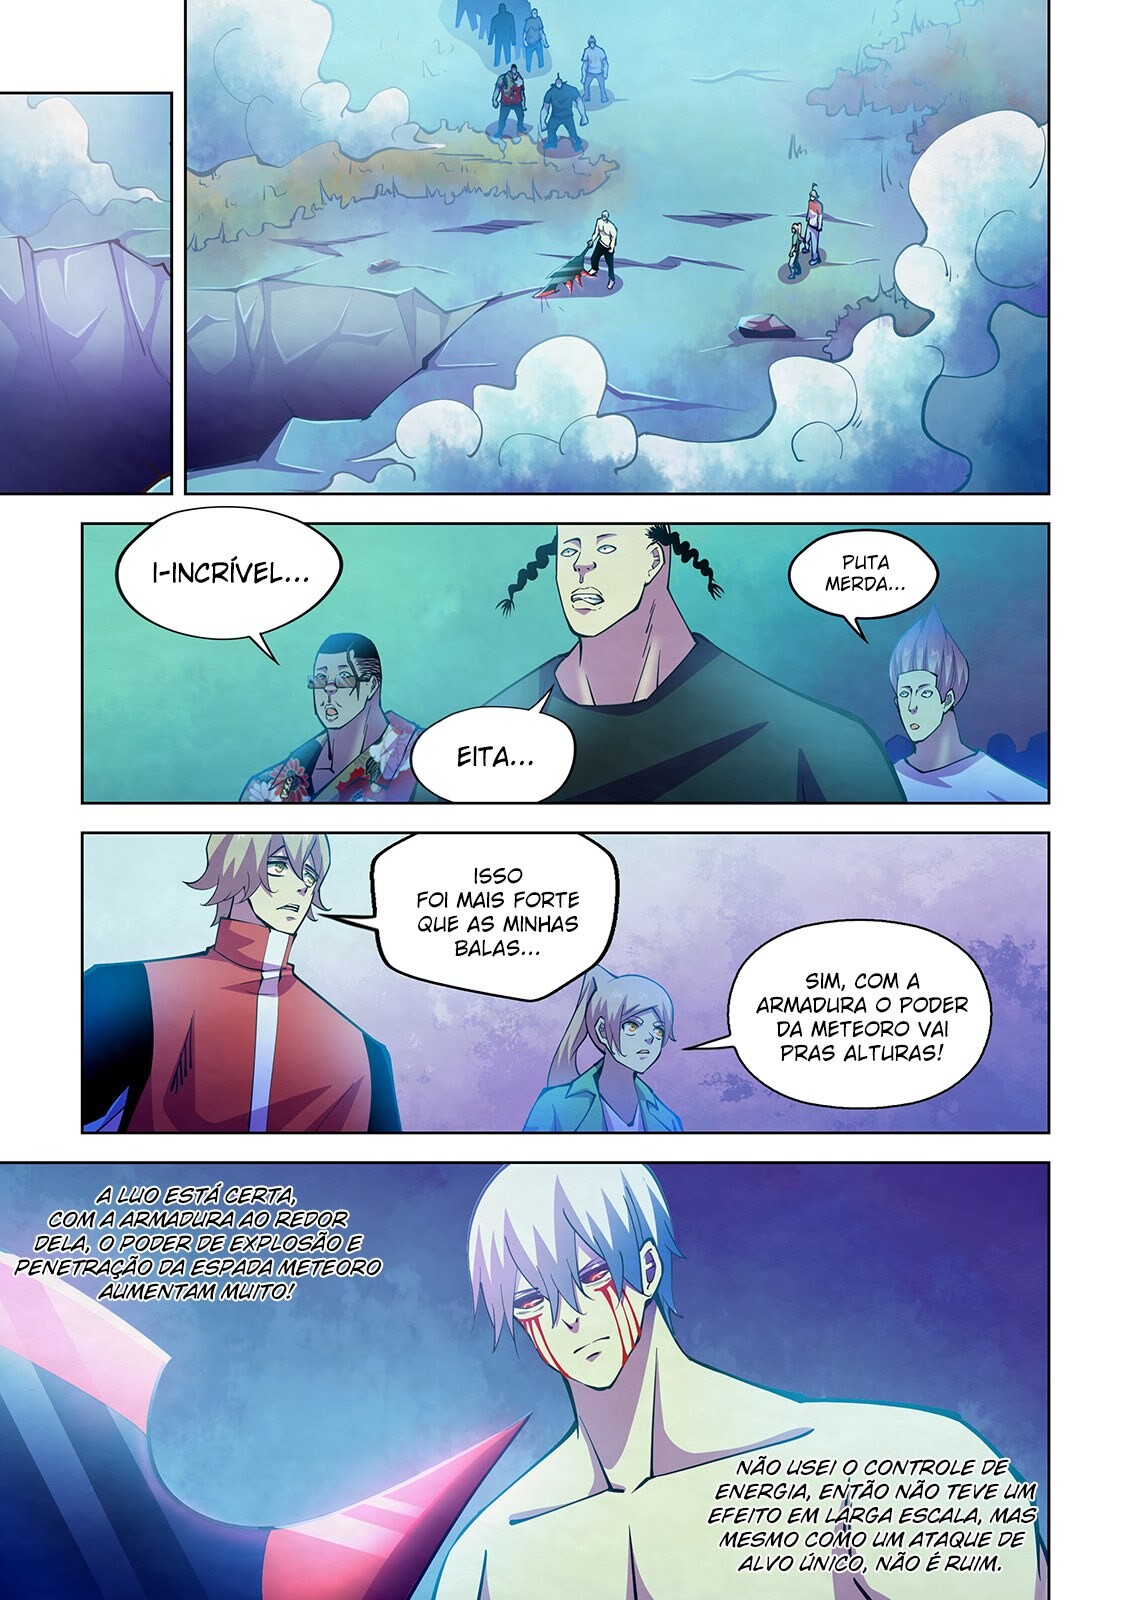 I-INCRÍVEL...
PUTA
MERDA...
EITA...
ISSO
FOI MAIS FORTE
QUE AS MINHAS
BALAS...
SIM, COM A
ARMADURA O PODER
DA METEORO VAI
PRAS ALTURAS!
A LUO ESTÁ CERTA,
COM A ARMADURA AO REDOR
DELA, O PODER DE EXPLOSÃO E
PENETRAÇÃO DA ESPADA METEORO
AUMENTAM MUITO!
NÃO USEI O CONTROLE DE
ENERGIA, ENTÃO NÃO TEVE UM
EFEITO EM LARGA ESCALA, MAS
MESMO COMO UM ATAQUE DE
ALVO ÚNICO, NÃO É RUIM.